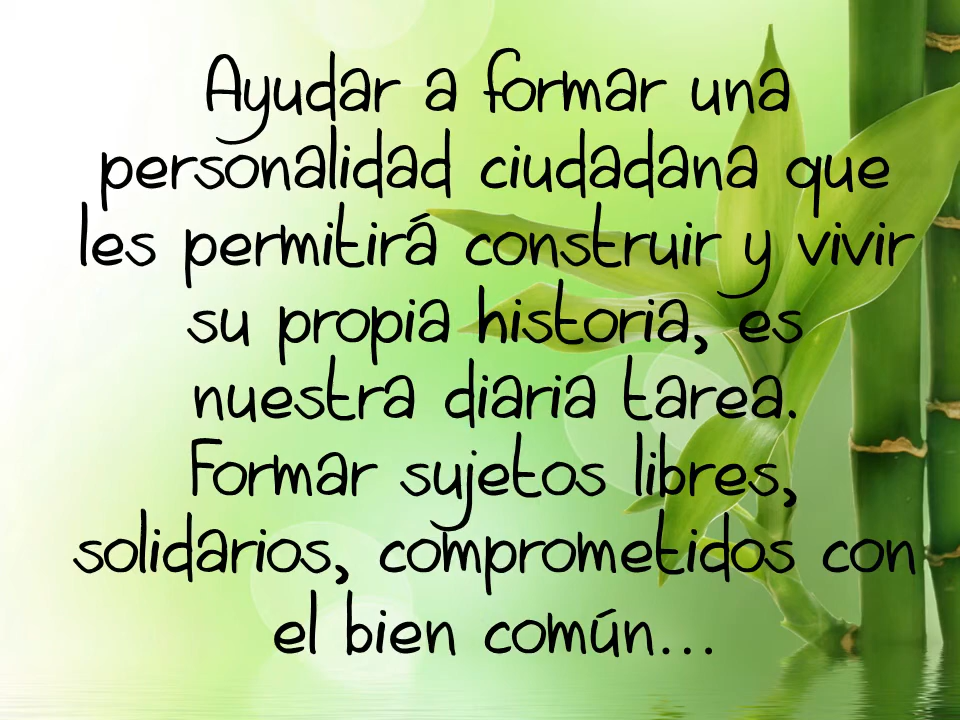 Ayudar a formar una
personalidad ciudadana que
les permitirá construir y vivir
su propia historia, es
nuestra diaria tarea.
Formar sujetos libres,
solidarios, comprometidos con
el bien común...